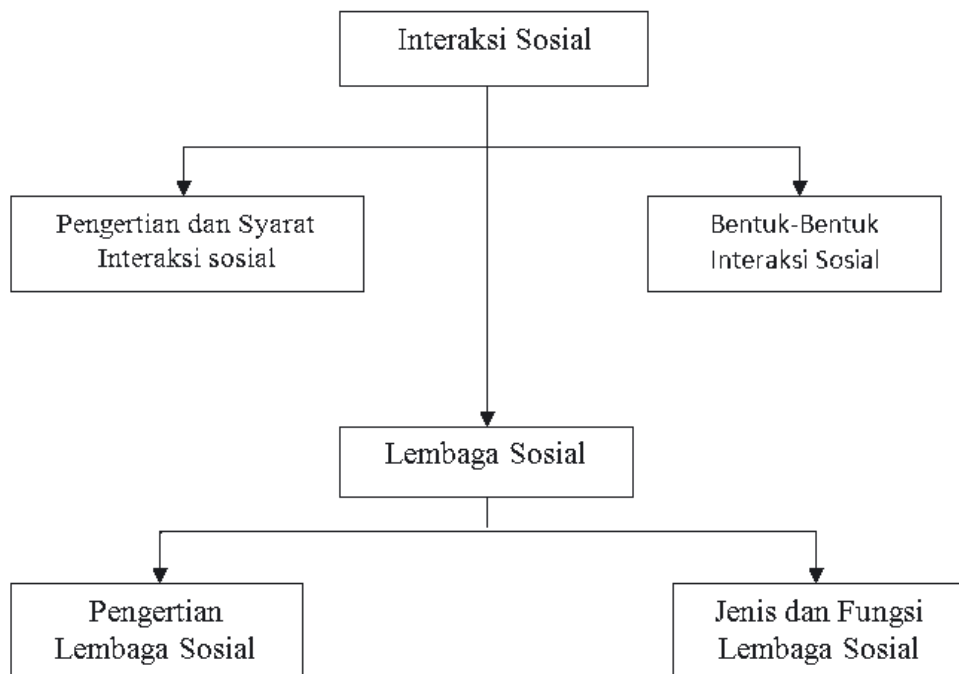 Interaksi Sosial
Pengertian dan Syarat
Interaksi sosial
Bentuk-Bentuk
Interaksi Sosial
Lembaga Sosial
Pengertian
Lembaga Sosial
Jenis dan Fungsi
Lembaga Sosial